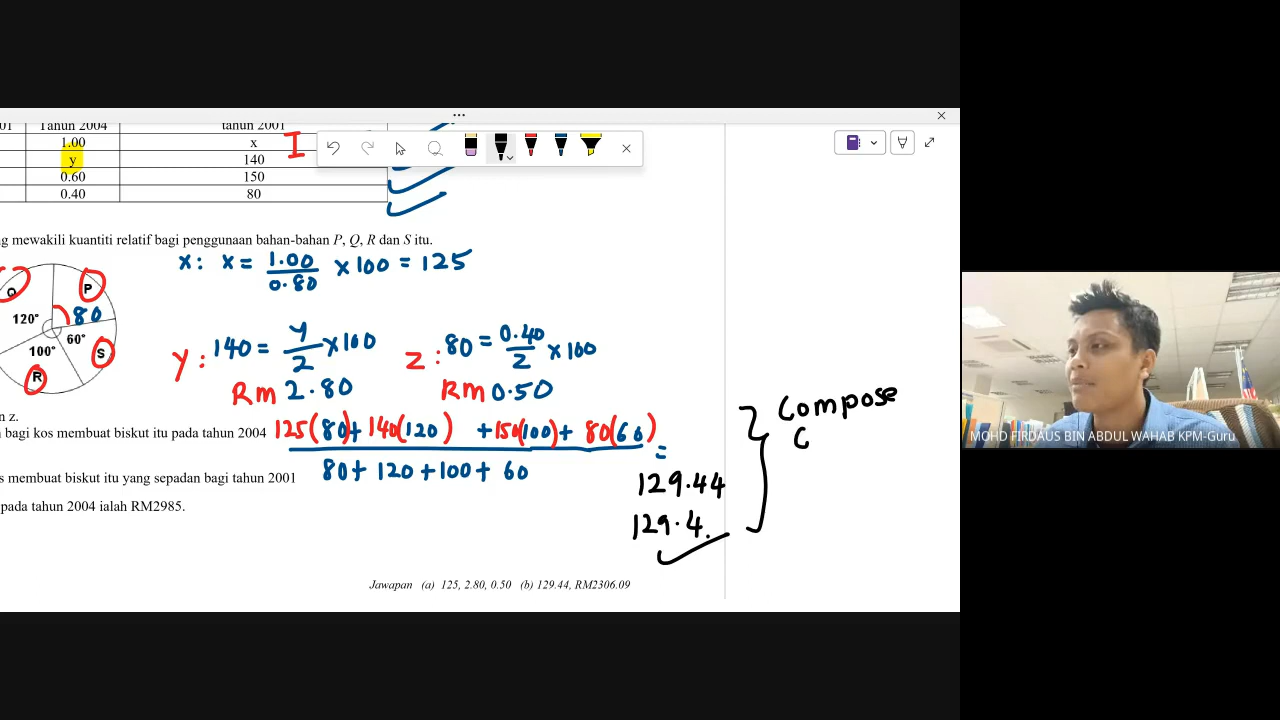 01 Tahun 2004 tahun 2001
1.00 x I
y 140
0.60 150
0.40 80
ng mewakili kuantiti relatif bagi penggunaan bahan-bahan P, Q, R dan S itu.
x: x = 1.00/0.80 x100 = 125
Q P
120° 80
60°
100° S
R
y: 140 = y/2 x100 z: 80 = 0.40/z x100
Rm 2.80 Rm 0.50
n z.
n bagi kos membuat biskut itu pada tahun 2004
125(80)+ 140(120) +150(100)+ 80(60) =
80+ 120 +100 + 60
s membuat biskut itu yang sepadan bagi tahun 2001
pada tahun 2004 ialah RM2985.
129.44
129.4
Compose
C
Jawapan (a) 125, 2.80, 0.50 (b) 129.44, RM2306.09
MOHD FIRDAUS BIN ABDUL WAHAB KPM-Guru